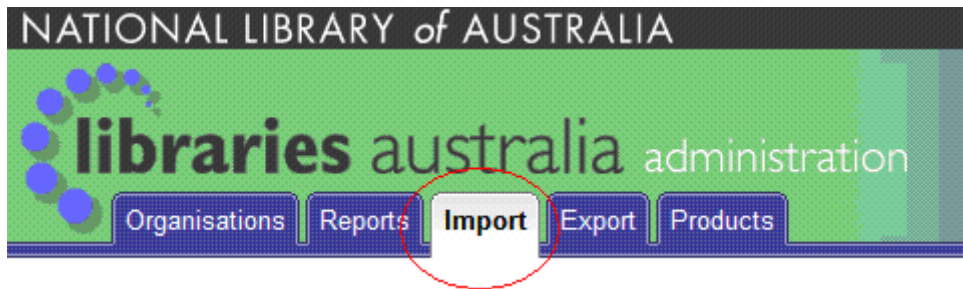 NATIONAL LIBRARY of AUSTRALIA
libraries australia administration
Organisations Reports Import Export Products